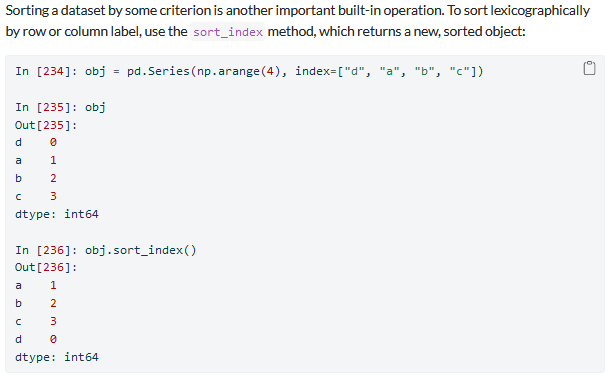 Sorting a dataset by some criterion is another important built-in operation. To sort lexicographically
by row or column label, use the sort_index method, which returns a new, sorted object:
In [234]: obj = pd.Series(np.arange(4), index=["d", "a", "b", "c"])
In [235]: obj
Out[235]:
d    0
a    1
b    2
c    3
dtype: int64
In [236]: obj.sort_index()
Out[236]:
a    1
b    2
c    3
d    0
dtype: int64